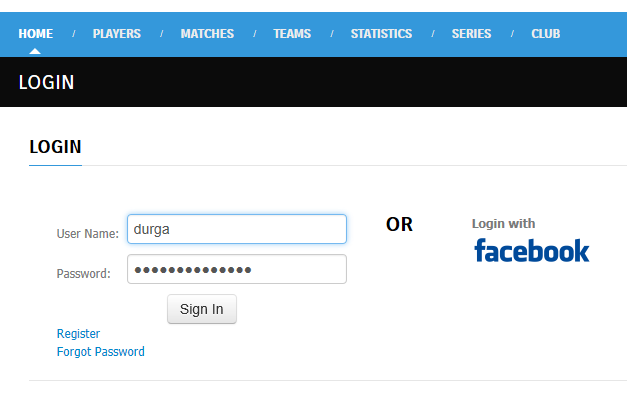 HOME / PLAYERS / MATCHES / TEAMS / STATISTICS / SERIES / CLUB
LOGIN
LOGIN
User Name: durga
Password: ••••••••••••••
Sign In
Register
Forgot Password
OR
Login with
facebook